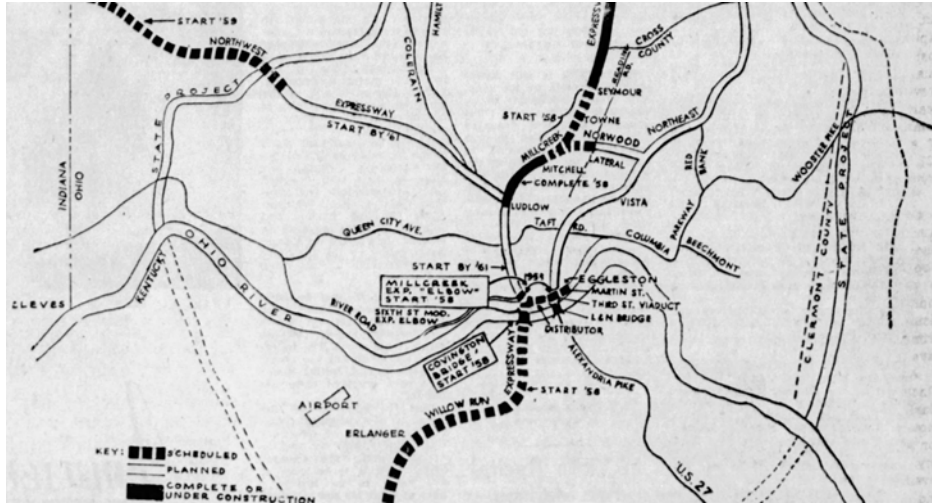 START '59
NORTHWEST
STATE PROJECT
EXPRESSWAY
START BY '61
COLERAIN
HAMILT
EXPRESSW
CROSS
COUNTY
READING RD.
SEYMOUR
START '58
TOWNE
NORWOOD
MILLCREEK
LATERAL
MITCHELL
COMPLETE '58
LUDLOW
NORTHEAST
RED
BANK
VISTA
WOOSTER PIKE
STATE PROJECT
CLERMONT COUNTY
INDIANA
OHIO
QUEEN CITY AVE.
TAFT RD.
COLUMBIA
PARKWAY
BEECHMONT
OHIO RIVER
KENTUCKY
CLEVES
RIVER ROAD
START BY '61
MILLCREEK
EXP. "ELBOW"
START '58
SIXTH ST MOD.
EXP. ELBOW
EGGLESTON
MARTIN ST.
THIRD ST. VIADUCT
L&N BRIDGE
DISTRIBUTOR
COVINGTON
BRIDGE
START '58
EXPRESSWAY
ALEXANDRIA PIKE
START '58
AIRPORT
WILLOW RUN
ERLANGER
U.S. 27
KEY:
SCHEDULED
PLANNED
COMPLETE OR
UNDER CONSTRUCTION